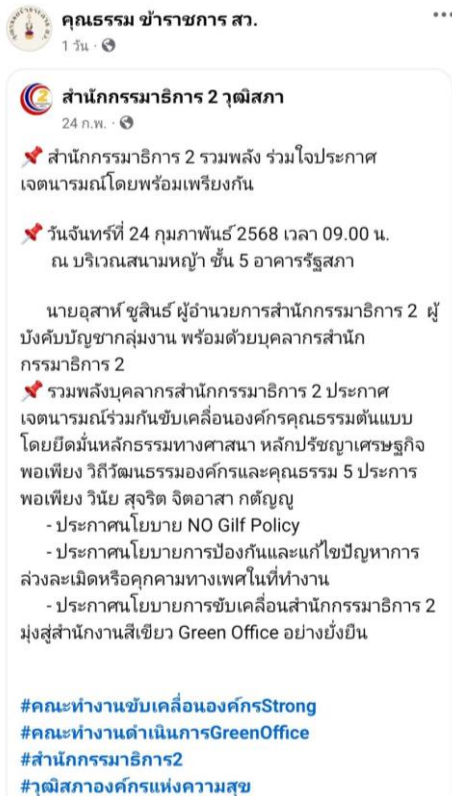 คุณธรรม ข้าราชการ สว.
1 วัน ·
สำนักกรรมาธิการ 2 วุฒิสภา
24 ก.พ. ·
📌 สำนักกรรมาธิการ 2 รวมพลัง ร่วมใจประกาศ
เจตนารมณ์โดยพร้อมเพรียงกัน
📌 วันจันทร์ที่ 24 กุมภาพันธ์ 2568 เวลา 09.00 น.
ณ บริเวณสนามหญ้า ชั้น 5 อาคารรัฐสภา
นายอุสาห์ ชูสินธ์ ผู้อำนวยการสำนักกรรมาธิการ 2 ผู้
บังคับบัญชากลุ่มงาน พร้อมด้วยบุคลากรสำนัก
กรรมาธิการ 2
📌 รวมพลังบุคลากรสำนักกรรมาธิการ 2 ประกาศ
เจตนารมณ์ร่วมกันขับเคลื่อนองค์กรคุณธรรมต้นแบบ
โดยยึดมั่นหลักธรรมทางศาสนา หลักปรัชญาเศรษฐกิจ
พอเพียง วิถีวัฒนธรรมองค์กรและคุณธรรม 5 ประการ
พอเพียง วินัย สุจริต จิตอาสา กตัญญู
- ประกาศนโยบาย NO Gilf Policy
- ประกาศนโยบายการป้องกันและแก้ไขปัญหาการ
ล่วงละเมิดหรือคุกคามทางเพศในที่ทำงาน
- ประกาศนโยบายการขับเคลื่อนสำนักกรรมาธิการ 2
มุ่งสู่สำนักงานสีเขียว Green Office อย่างยั่งยืน
#คณะทำงานขับเคลื่อนองค์กรStrong
#คณะทำงานดำเนินการGreenOffice
#สำนักกรรมาธิการ2
#วุฒิสภาองค์กรแห่งความสุข